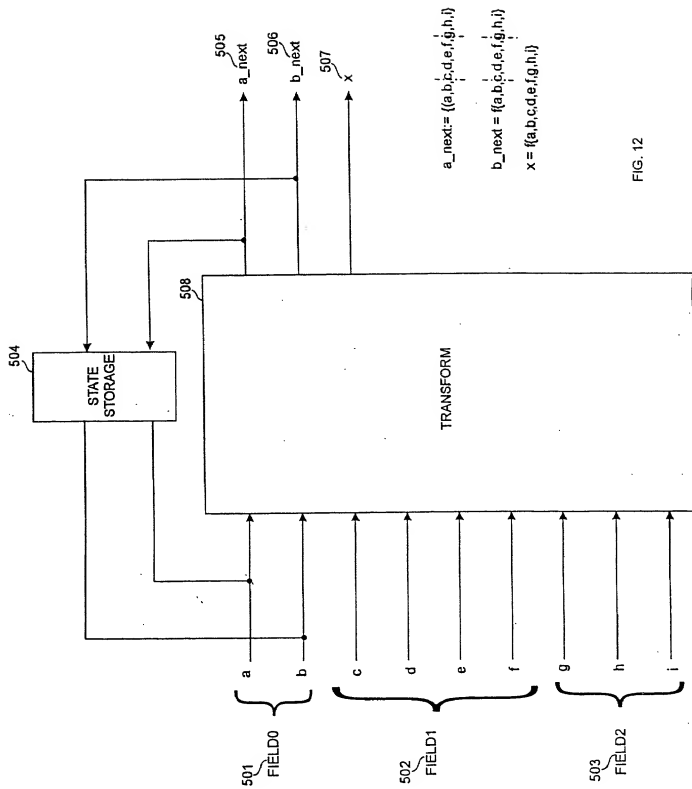 504
STATE
STORAGE
505
a_next
506
b_next
507
x
508
TRANSFORM
a
b
c
d
e
f
g
h
i
501
FIELD0
502
FIELD1
503
FIELD2
a_next:= {(a,b,c,d,e,f,g,h,i}
b_next = f{a,b,c,d,e,f,g,h,i}
x = f{a,b,c,d,e,f,g,h,i}
FIG. 12